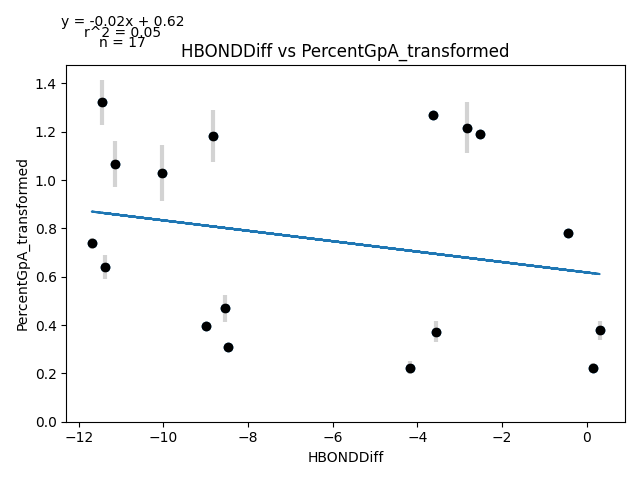 y = -0.02x + 0.62
r^2 = 0.05
n = 17
HBONDDiff vs PercentGpA_transformed
PercentGpA_transformed
1.4
1.2
1.0
0.8
0.6
0.4
0.2
0.0
−12
−10
−8
−6
−4
−2
0
HBONDDiff